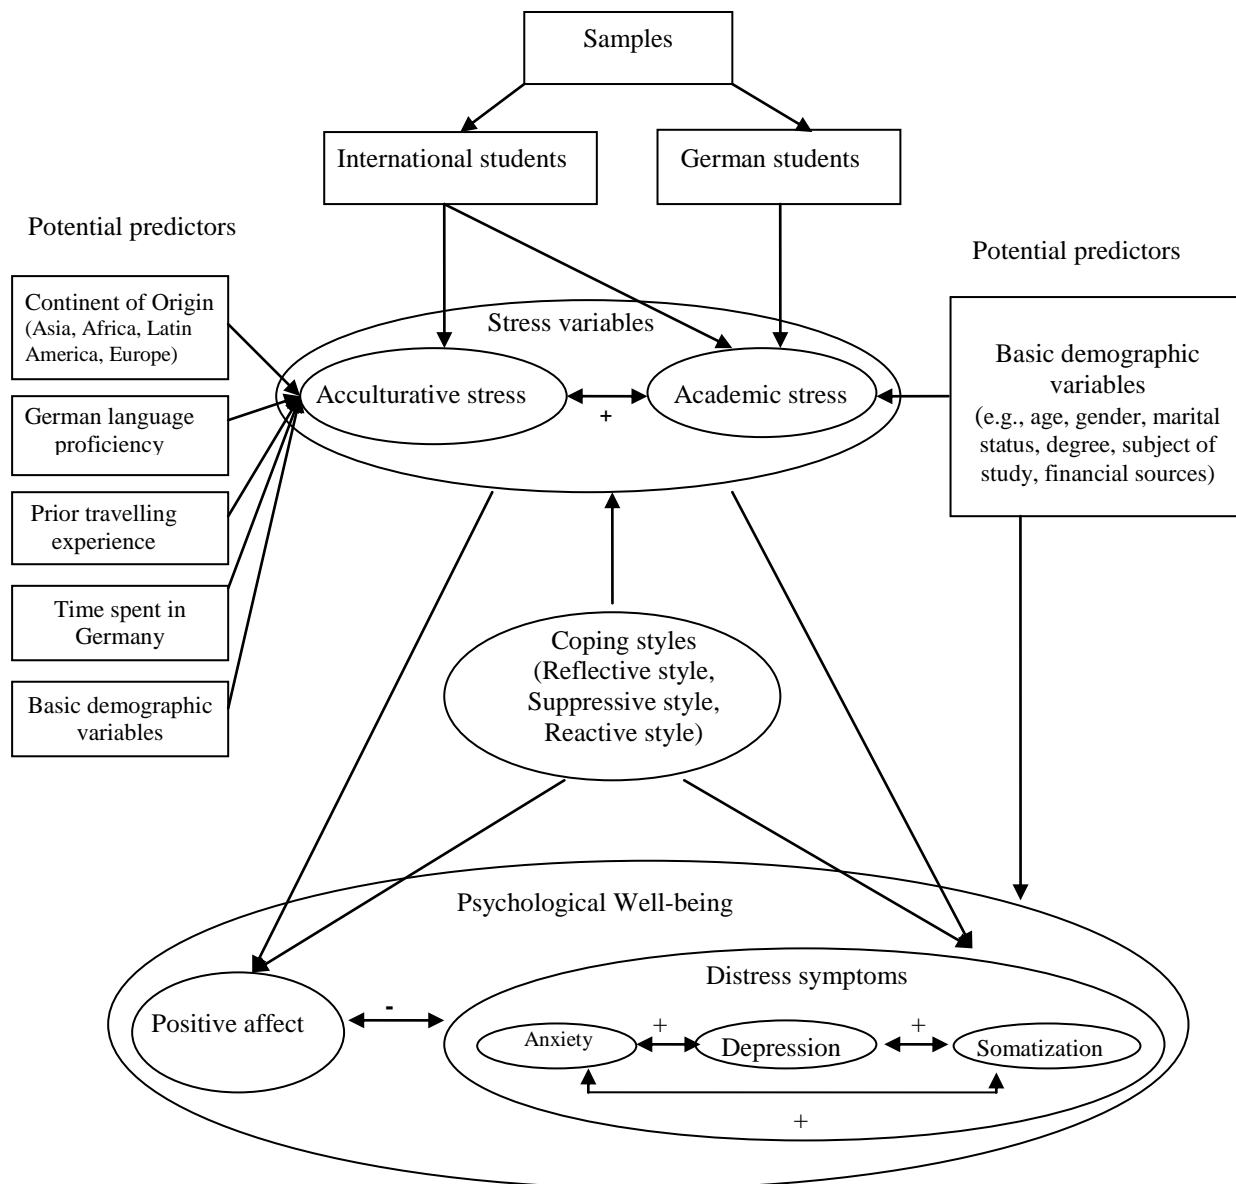 Samples
International students
German students
Potential predictors
Potential predictors
Continent of Origin
(Asia, Africa, Latin
America, Europe)
German language
proficiency
Prior travelling
experience
Time spent in
Germany
Basic demographic
variables
Stress variables
Acculturative stress
+
Academic stress
Basic demographic
variables
(e.g., age, gender, marital
status, degree, subject of
study, financial sources)
Coping styles
(Reflective style,
Suppressive style,
Reactive style)
Psychological Well-being
Positive affect
-
Distress symptoms
Anxiety
+
Depression
+
Somatization
+